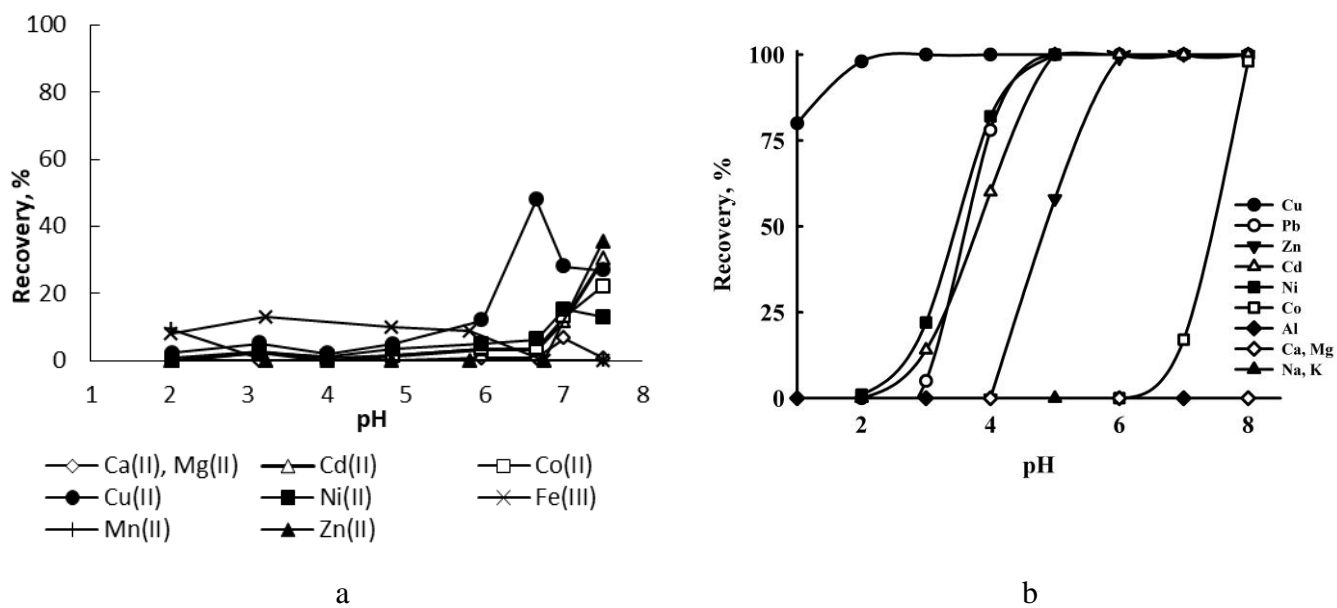 100
80
60
40
20
0
Recovery, %
1 2 3 4 5 6 7 8
pH
Ca(II), Mg(II) Cd(II) Co(II)
Cu(II) Ni(II) Fe(III)
Mn(II) Zn(II)
a
100
75
50
25
0
Recovery, %
2 4 6 8
pH
Cu
Pb
Zn
Cd
Ni
Co
Al
Ca, Mg
Na, K
b